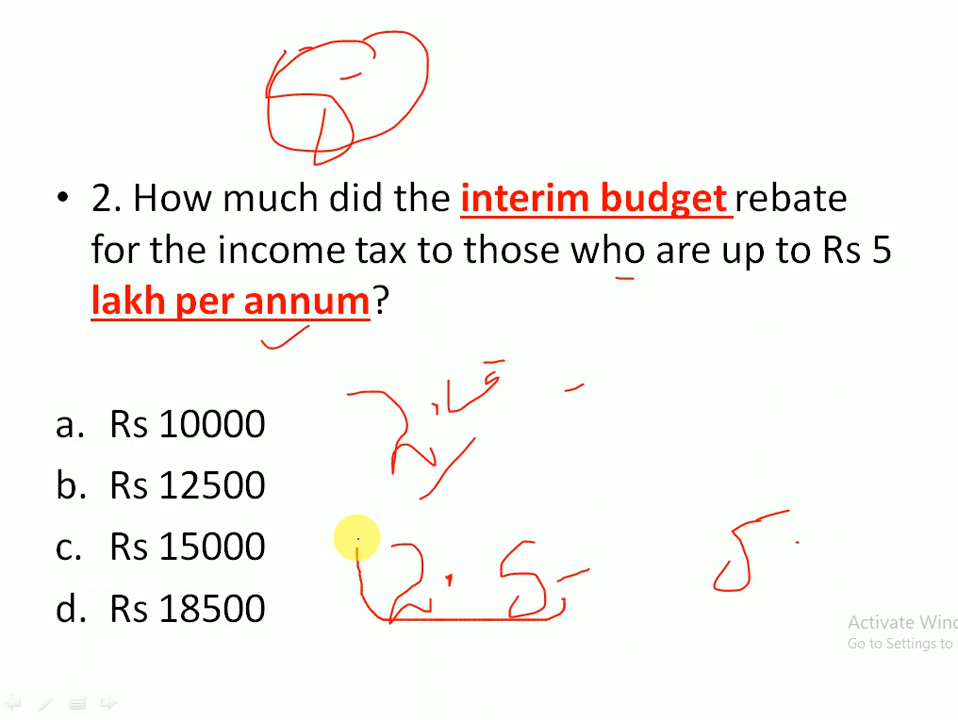 • 2. How much did the interim budget rebate
for the income tax to those who are up to Rs 5
lakh per annum?
a. Rs 10000
b. Rs 12500
c. Rs 15000
d. Rs 18500
2.5
5
Activate Wind
Go to Settings to